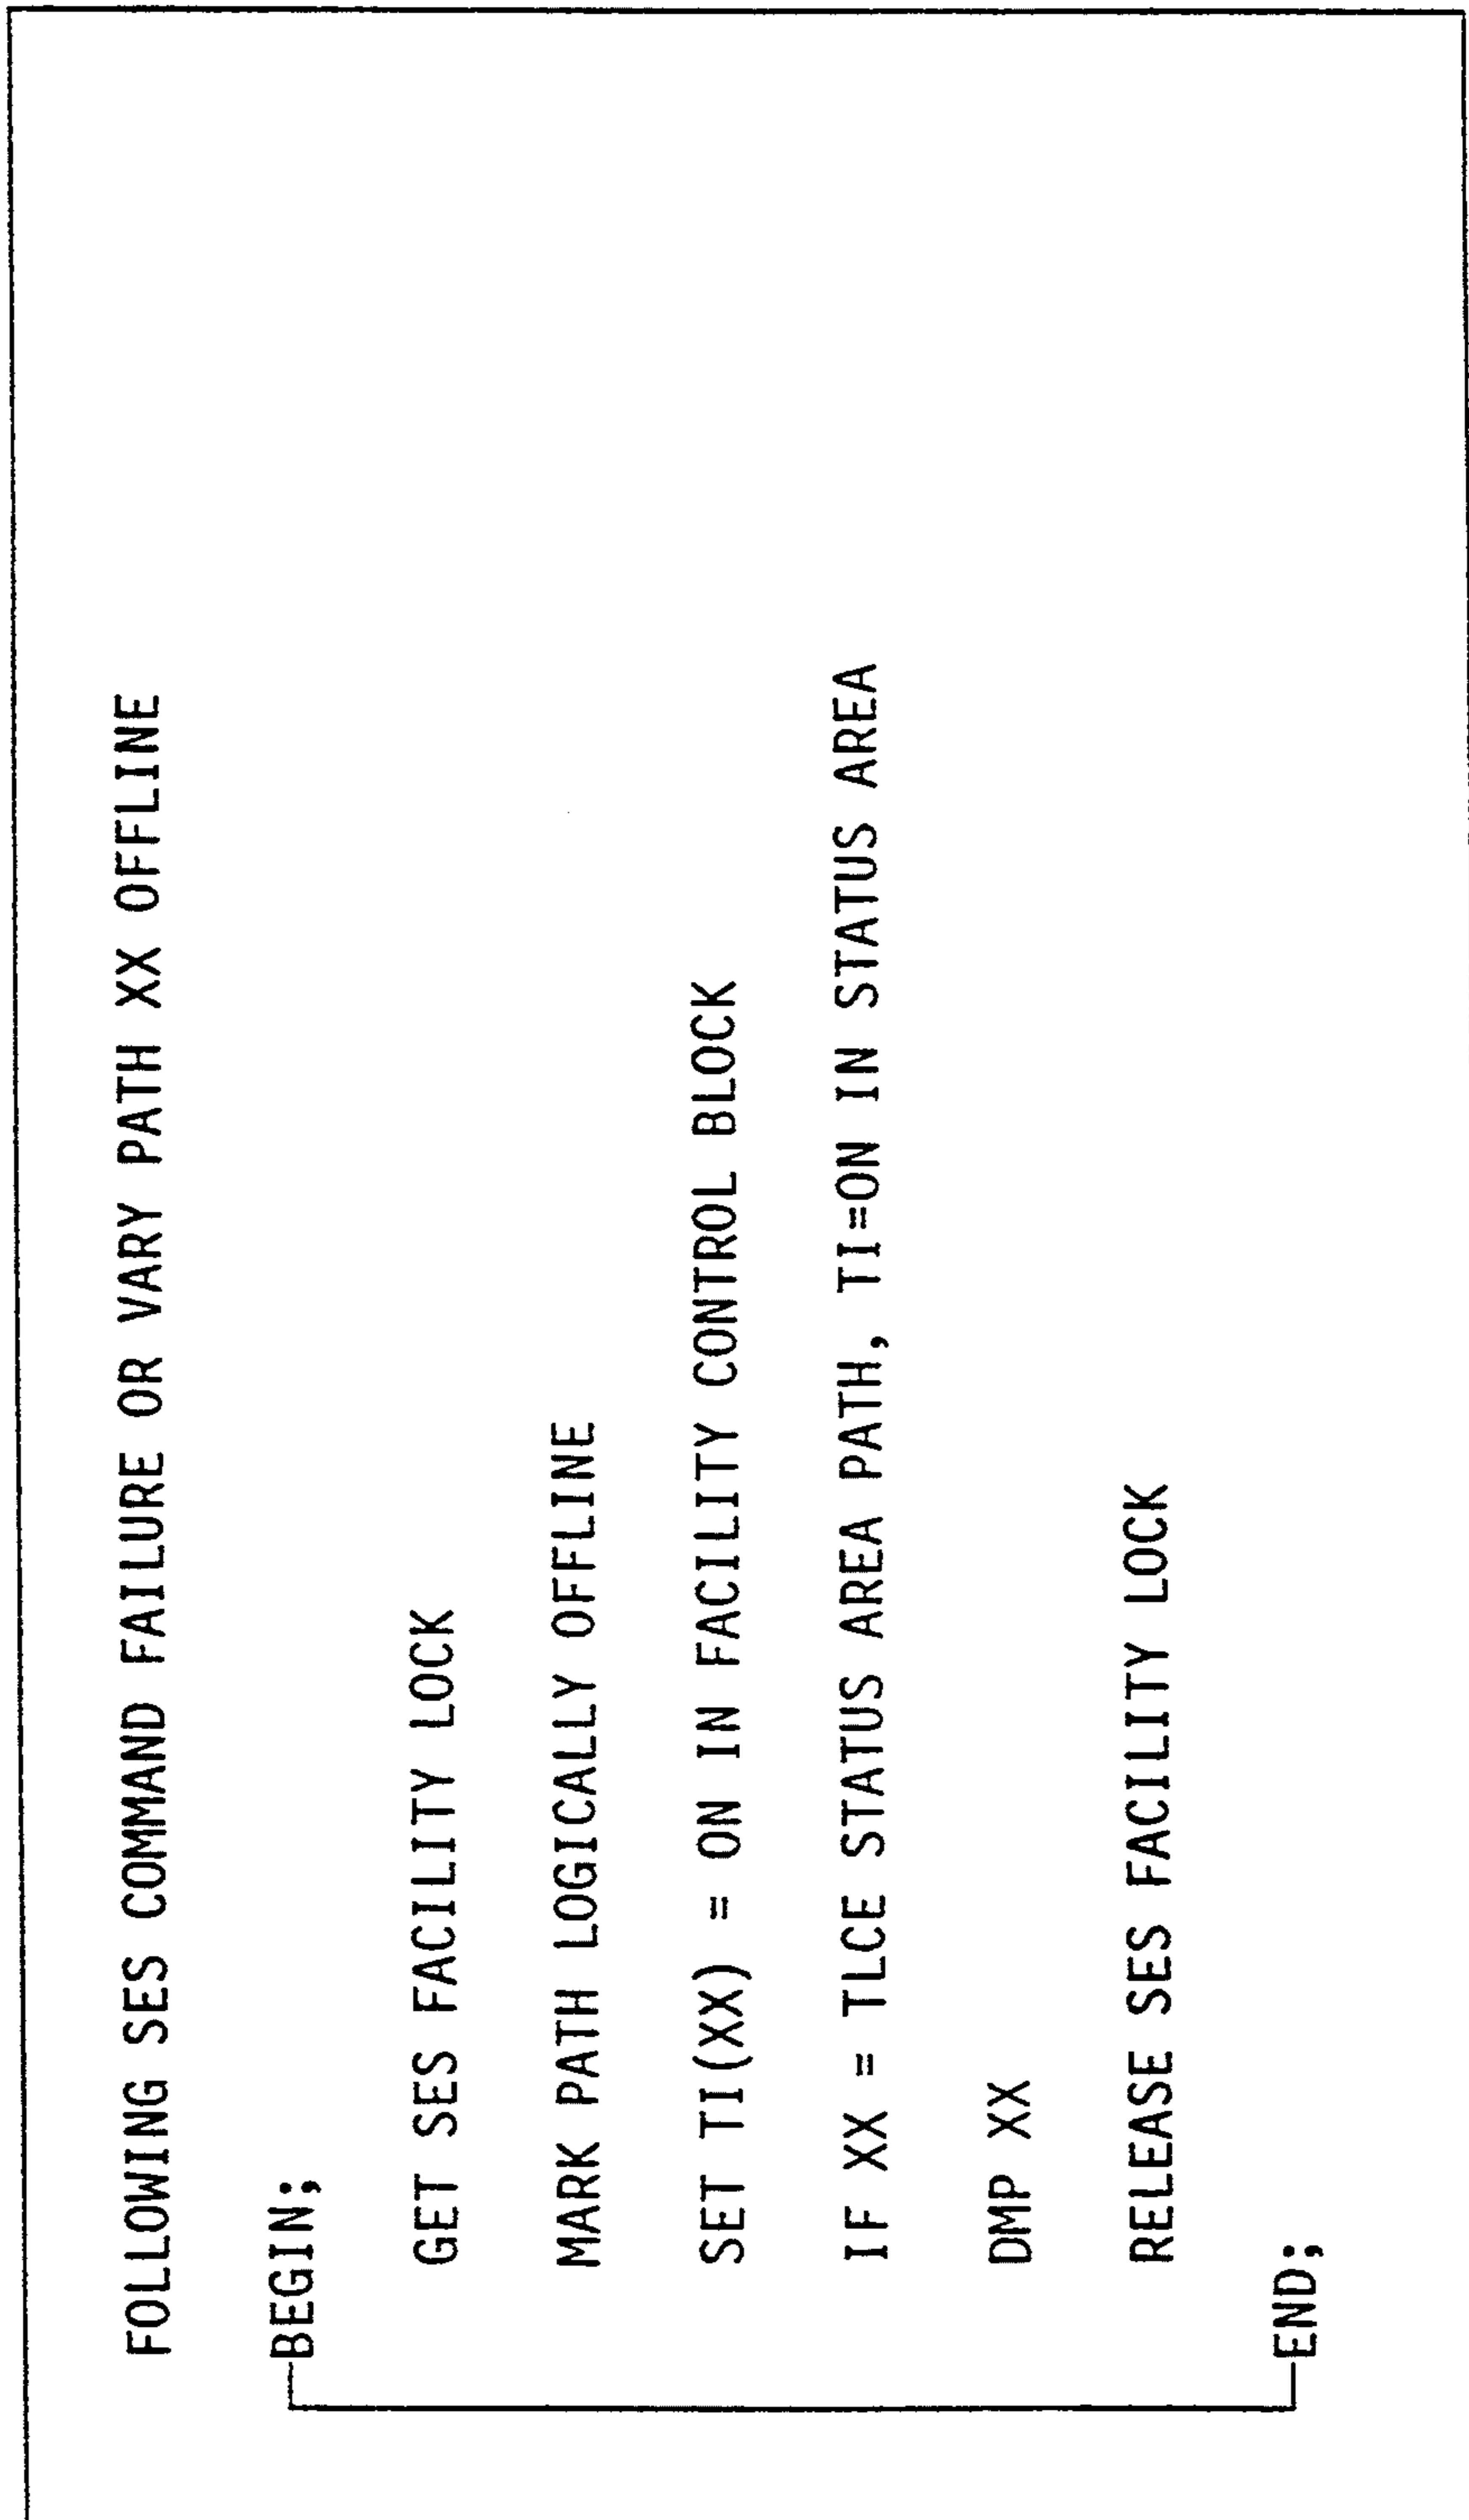 FOLLOWING SES COMMAND FAILURE OR VARY PATH XX OFFLINE
BEGIN;
GET SES FACILITY LOCK
MARK PATH LOGICALLY OFFLINE
SET TI(XX) = ON IN FACILITY CONTROL BLOCK
IF XX = TLCE STATUS AREA PATH, TI=ON IN STATUS AREA
DMP XX
RELEASE SES FACILITY LOCK
END;